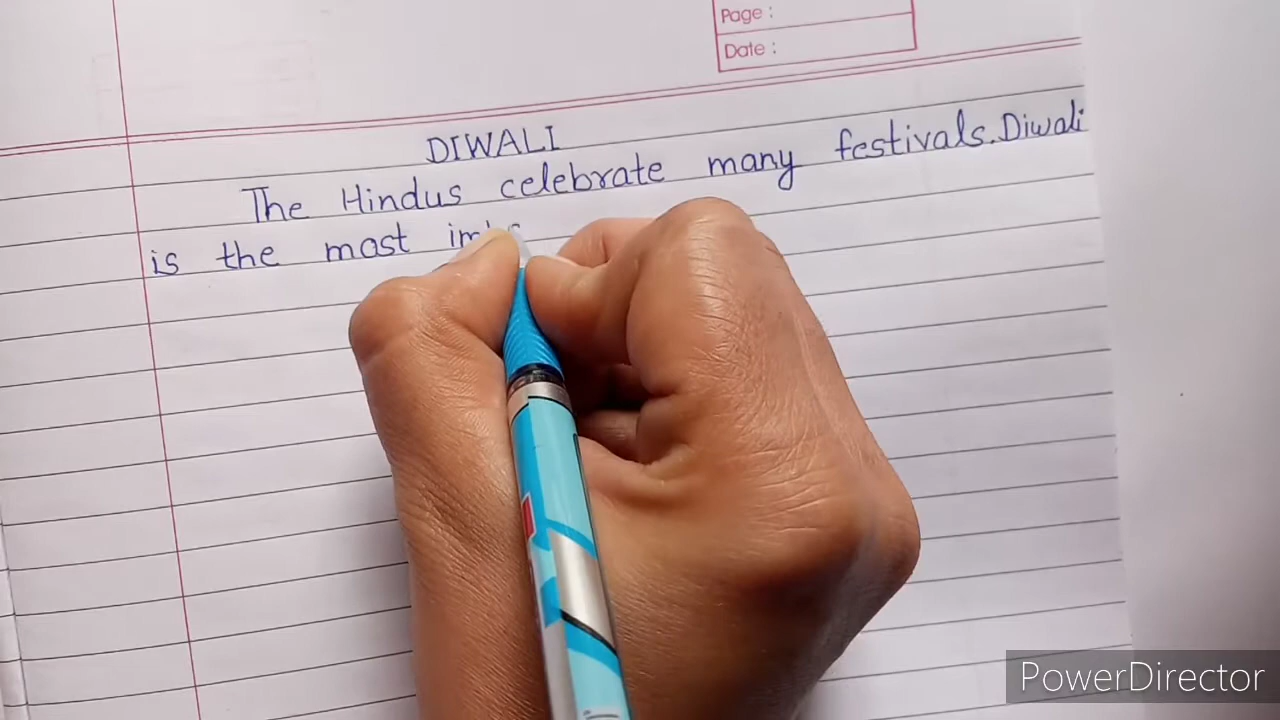 Page :
Date :
DIWALI
The Hindus celebrate many festivals. Diwali
is the most
PowerDirector